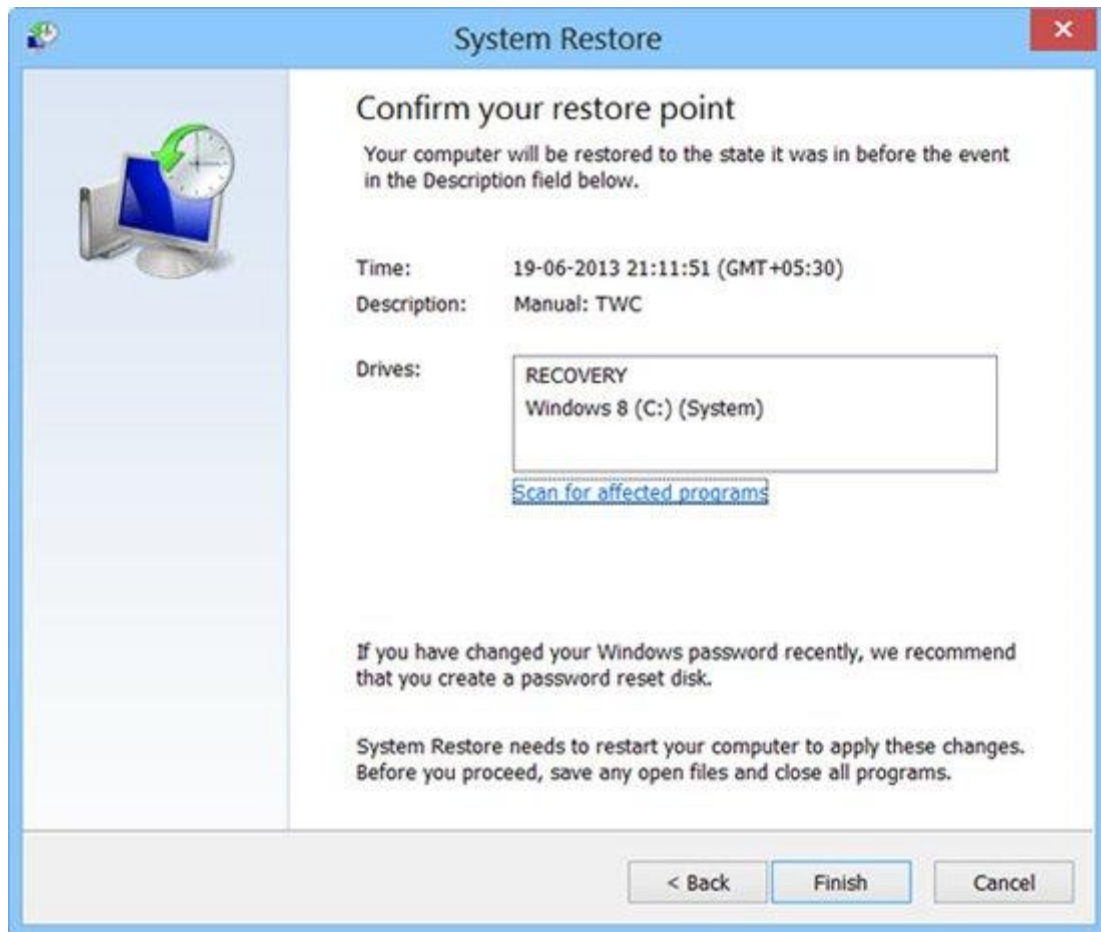 System Restore
Confirm your restore point
Your computer will be restored to the state it was in before the event
in the Description field below.
Time: 19-06-2013 21:11:51 (GMT+05:30)
Description: Manual: TWC
Drives: RECOVERY
Windows 8 (C:) (System)
Scan for affected programs
If you have changed your Windows password recently, we recommend
that you create a password reset disk.
System Restore needs to restart your computer to apply these changes.
Before you proceed, save any open files and close all programs.
< Back Finish Cancel